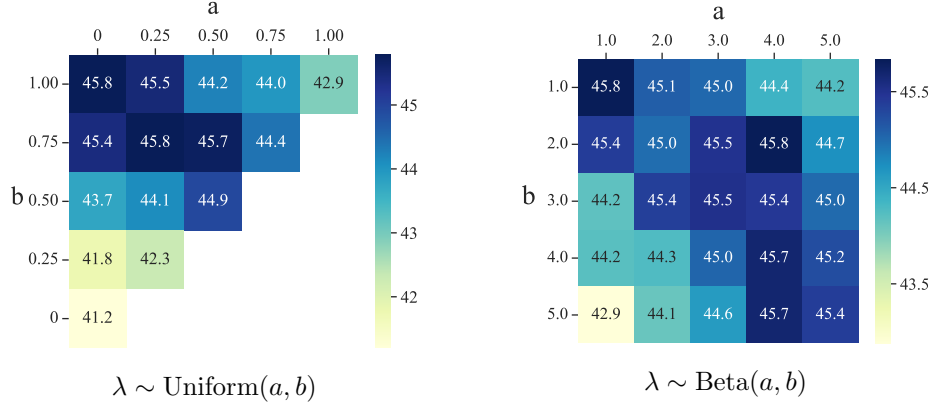 a
0 0.25 0.50 0.75 1.00
1.00 45.8 45.5 44.2 44.0 42.9
0.75 45.4 45.8 45.7 44.4
b 0.50 43.7 44.1 44.9
0.25 41.8 42.3
0 41.2
45
44
43
42
λ ∼ Uniform(a, b)
a
1.0 2.0 3.0 4.0 5.0
1.0 45.8 45.1 45.0 44.4 44.2
2.0 45.4 45.0 45.5 45.8 44.7
b 3.0 44.2 45.4 45.5 45.4 45.0
4.0 44.2 44.3 45.0 45.7 45.2
5.0 42.9 44.1 44.6 45.7 45.4
45.5
45.0
44.5
44.0
43.5
λ ∼ Beta(a, b)